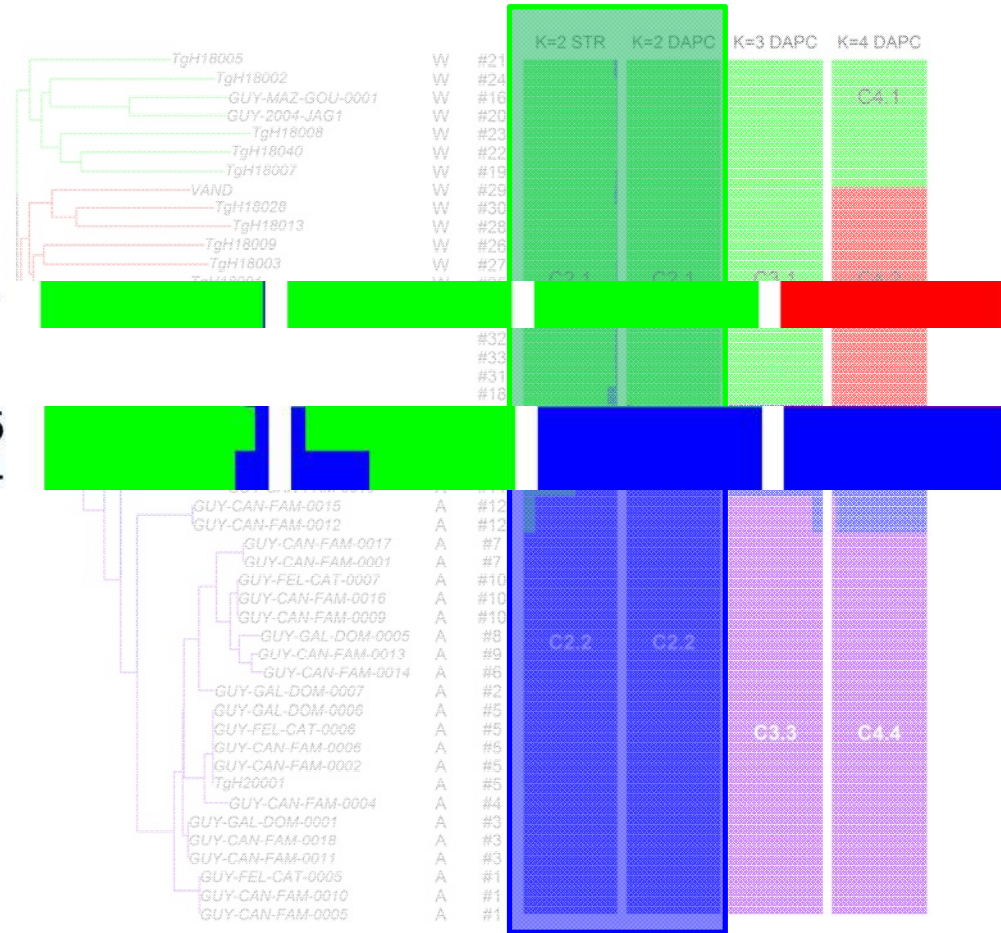 K=2 STR K=2 DAPC K=3 DAPC K=4 DAPC
TgH18005 W #21
TgH18002 W #24
GUY-MAZ-GOU-0001 W #16 C4.1
GUY-2004-JAG1 W #20
TgH18008 W #23
TgH18040 W #22
TgH18007 W #19
VAND W #29
TgH18028 W #30
TgH18013 W #28
TgH18009 W #26
TgH18003 W #27
C2.1 C2.1 C3.1 C4.2
#32
#33
#31
#18
GUY-CAN-FAM-0015 A #12
GUY-CAN-FAM-0012 A #12
GUY-CAN-FAM-0017 A #7
GUY-CAN-FAM-0001 A #7
GUY-FEL-CAT-0007 A #10
GUY-CAN-FAM-0016 A #10
GUY-CAN-FAM-0009 A #10
GUY-GAL-DOM-0005 A #8 C2.2 C2.2
GUY-CAN-FAM-0013 A #9
GUY-CAN-FAM-0014 A #6
GUY-GAL-DOM-0007 A #2
GUY-GAL-DOM-0006 A #5
GUY-FEL-CAT-0006 A #5 C3.3 C4.4
GUY-CAN-FAM-0006 A #5
GUY-CAN-FAM-0002 A #5
TgH20001 A #5
GUY-CAN-FAM-0004 A #4
GUY-GAL-DOM-0001 A #3
GUY-CAN-FAM-0018 A #3
GUY-CAN-FAM-0011 A #3
GUY-FEL-CAT-0005 A #1
GUY-CAN-FAM-0010 A #1
GUY-CAN-FAM-0005 A #1